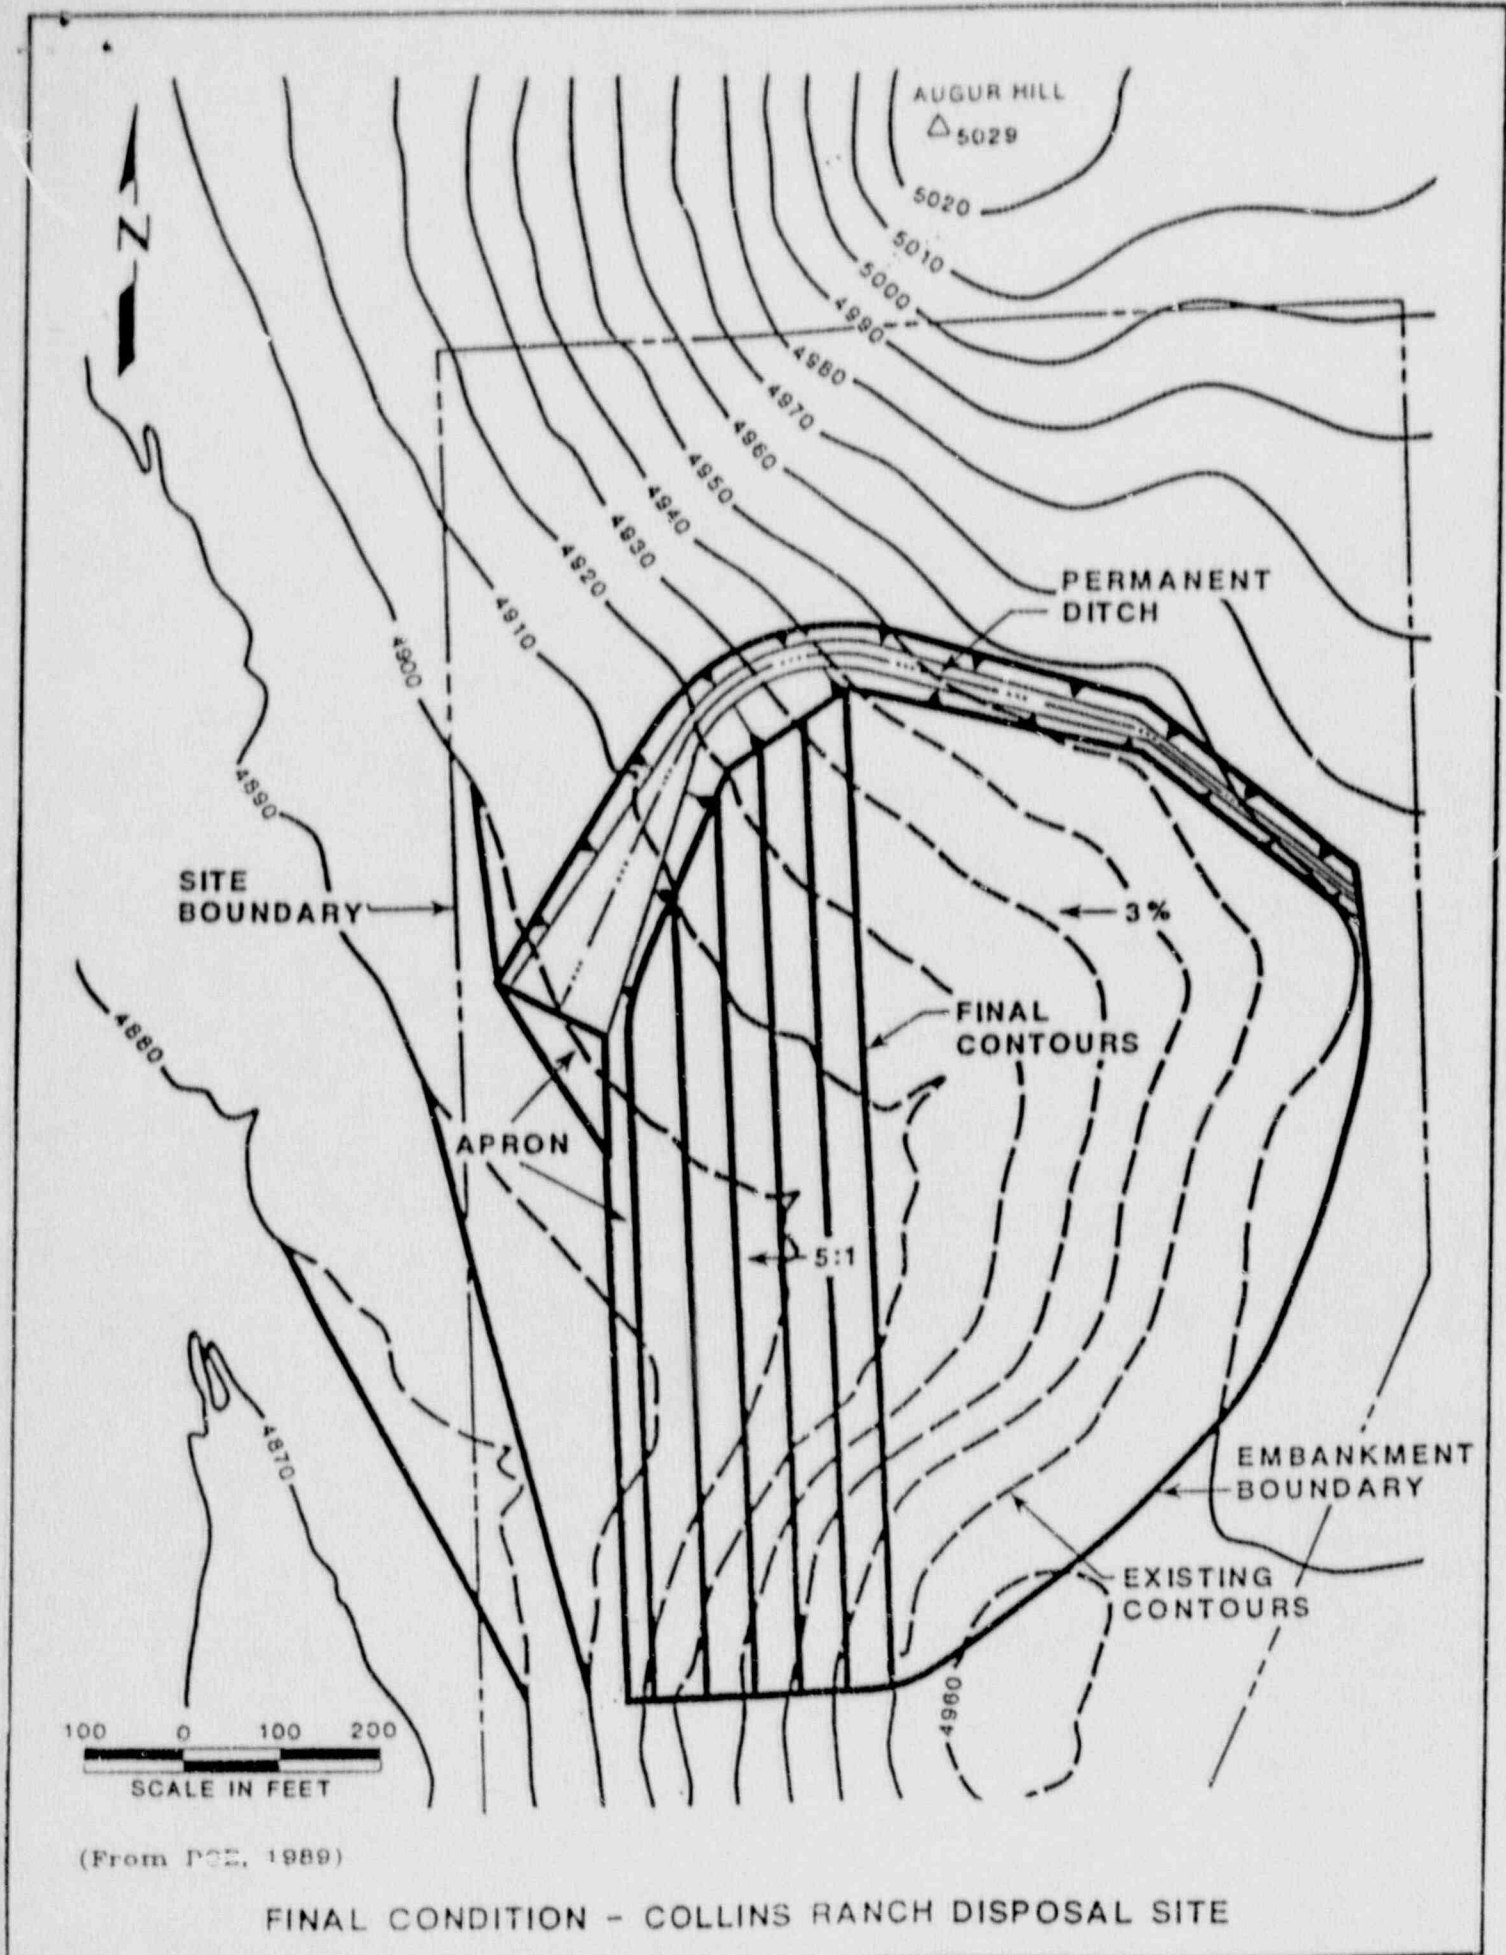 AUGUR HILL
5029
N
5020
5010
5000
4990
4980
4970
4960
4950
4940
4930
4920
4910
4900
4890
4880
4870
PERMANENT
DITCH
SITE
BOUNDARY
3%
FINAL
CONTOURS
APRON
5:1
EMBANKMENT
BOUNDARY
EXISTING
CONTOURS
4960
100 0 100 200
SCALE IN FEET
(From 1989)
FINAL CONDITION - COLLINS RANCH DISPOSAL SITE